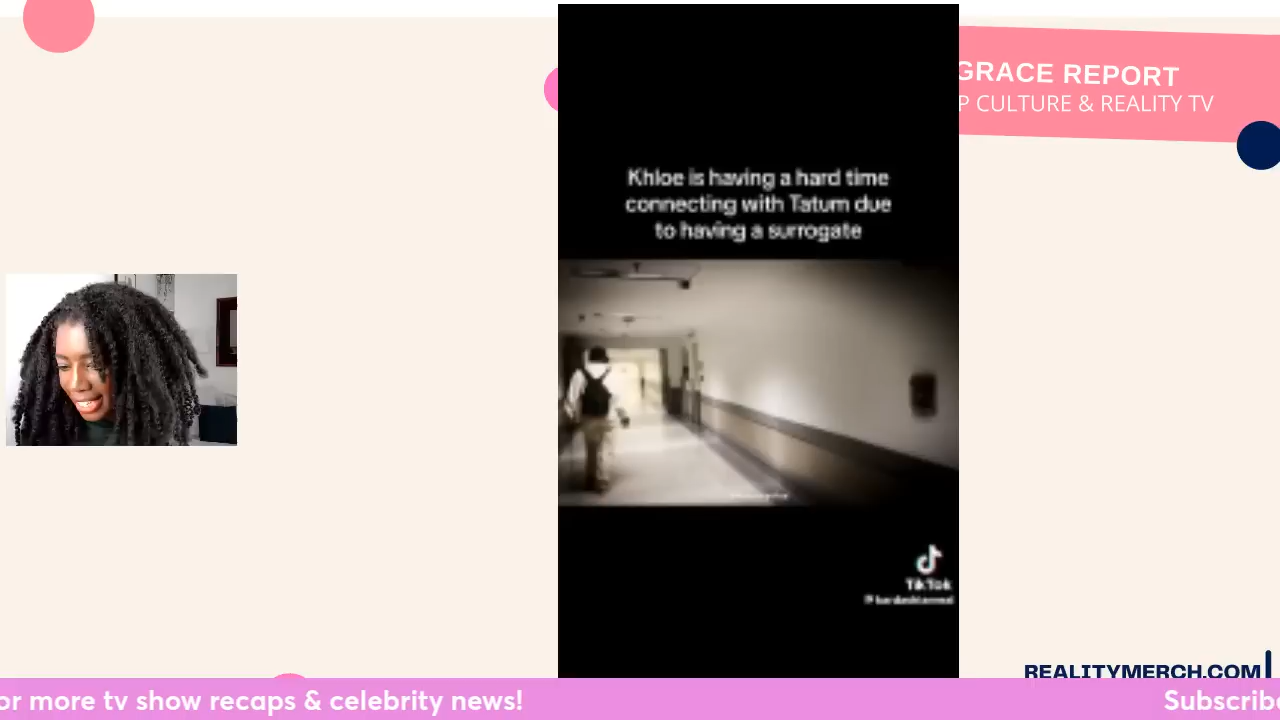 GRACE REPORT
P CULTURE & REALITY TV
Khloe is having a hard time
connecting with Tatum due
to having a surrogate
TikTok
REALITYMERCH.COM
or more tv show recaps & celebrity news!
Subscribe